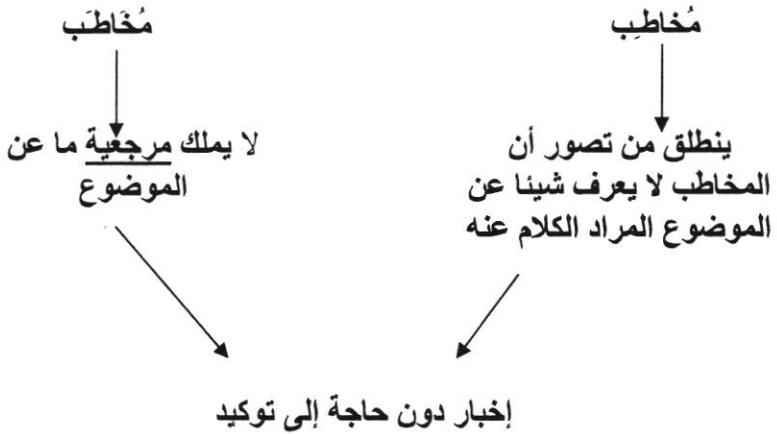 مُخاطِب
مُخَاطَب
ينطلق من تصور أن
المخاطَب لا يعرف شيئا عن
الموضوع المراد الكلام عنه
لا يملك مرجعية ما عن
الموضوع
إخبار دون حاجة إلى توكيد